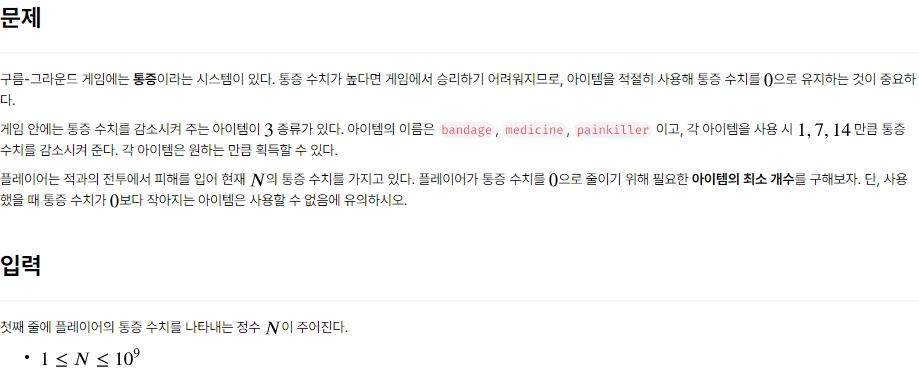 문제
구름-그라운드 게임에는 통증이라는 시스템이 있다. 통증 수치가 높다면 게임에서 승리하기 어려워지므로, 아이템을 적절히 사용해 통증 수치를 0으로 유지하는 것이 중요하
다.
게임 안에는 통증 수치를 감소시켜 주는 아이템이 3 종류가 있다. 아이템의 이름은 bandage, medicine, painkiller 이고, 각 아이템을 사용 시 1, 7, 14 만큼 통증
수치를 감소시켜 준다. 각 아이템은 원하는 만큼 획득할 수 있다.
플레이어는 적과의 전투에서 피해를 입어 현재 N의 통증 수치를 가지고 있다. 플레이어가 통증 수치를 0으로 줄이기 위해 필요한 아이템의 최소 개수를 구해보자. 단, 사용
했을 때 통증 수치가 0보다 작아지는 아이템은 사용할 수 없음에 유의하시오.
입력
첫째 줄에 플레이어의 통증 수치를 나타내는 정수 N이 주어진다.
• 1 ≤ N ≤ 10⁹